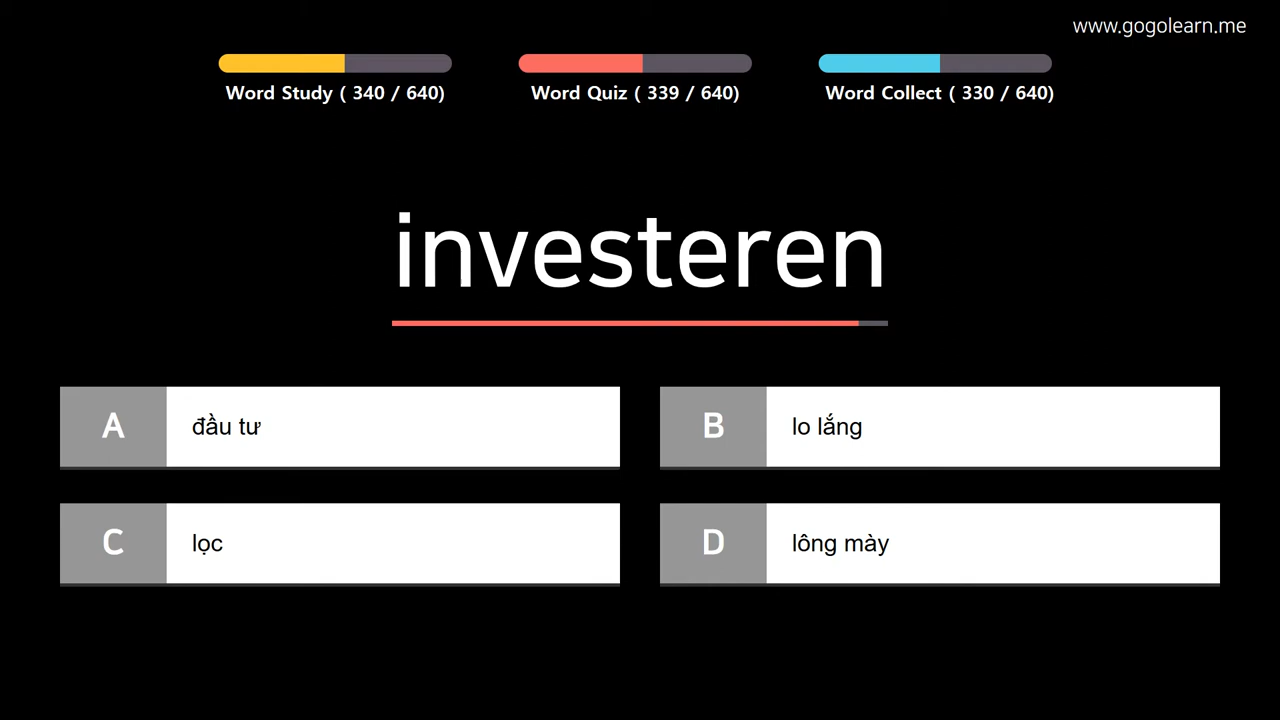 www.gogolearn.me
Word Study ( 340 / 640)
Word Quiz ( 339 / 640)
Word Collect ( 330 / 640)
investeren
A
đầu tư
B
lo lắng
C
lọc
D
lông mày